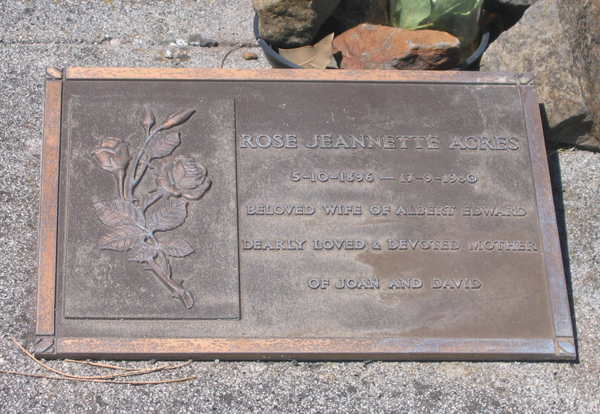 ROSE JEANNETTE ACRES
5-10-1896 — 17-9-1980
BELOVED WIFE OF ALBERT EDWARD
DEARLY LOVED & DEVOTED MOTHER
OF JOAN AND DAVID